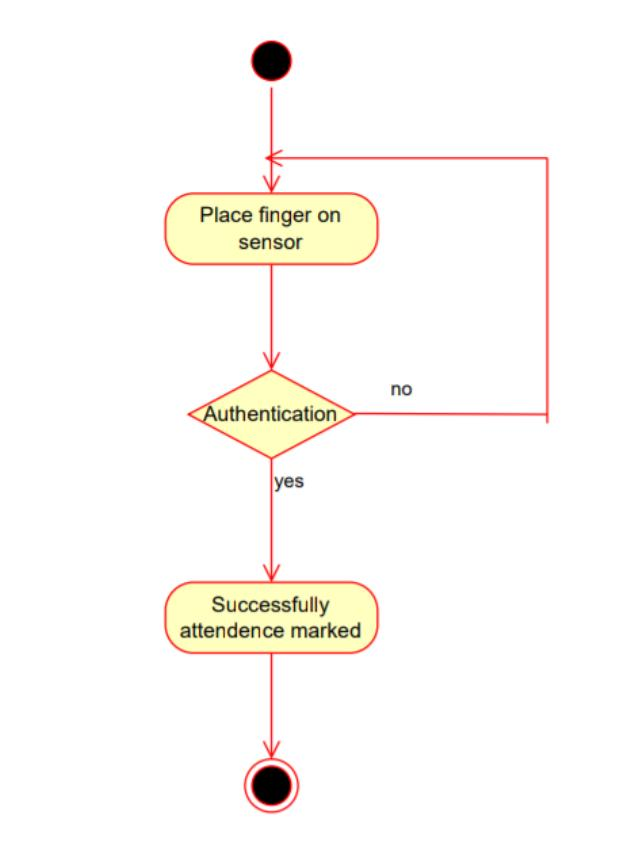 Place finger on
sensor
no
Authentication
yes
Successfully
attendence marked